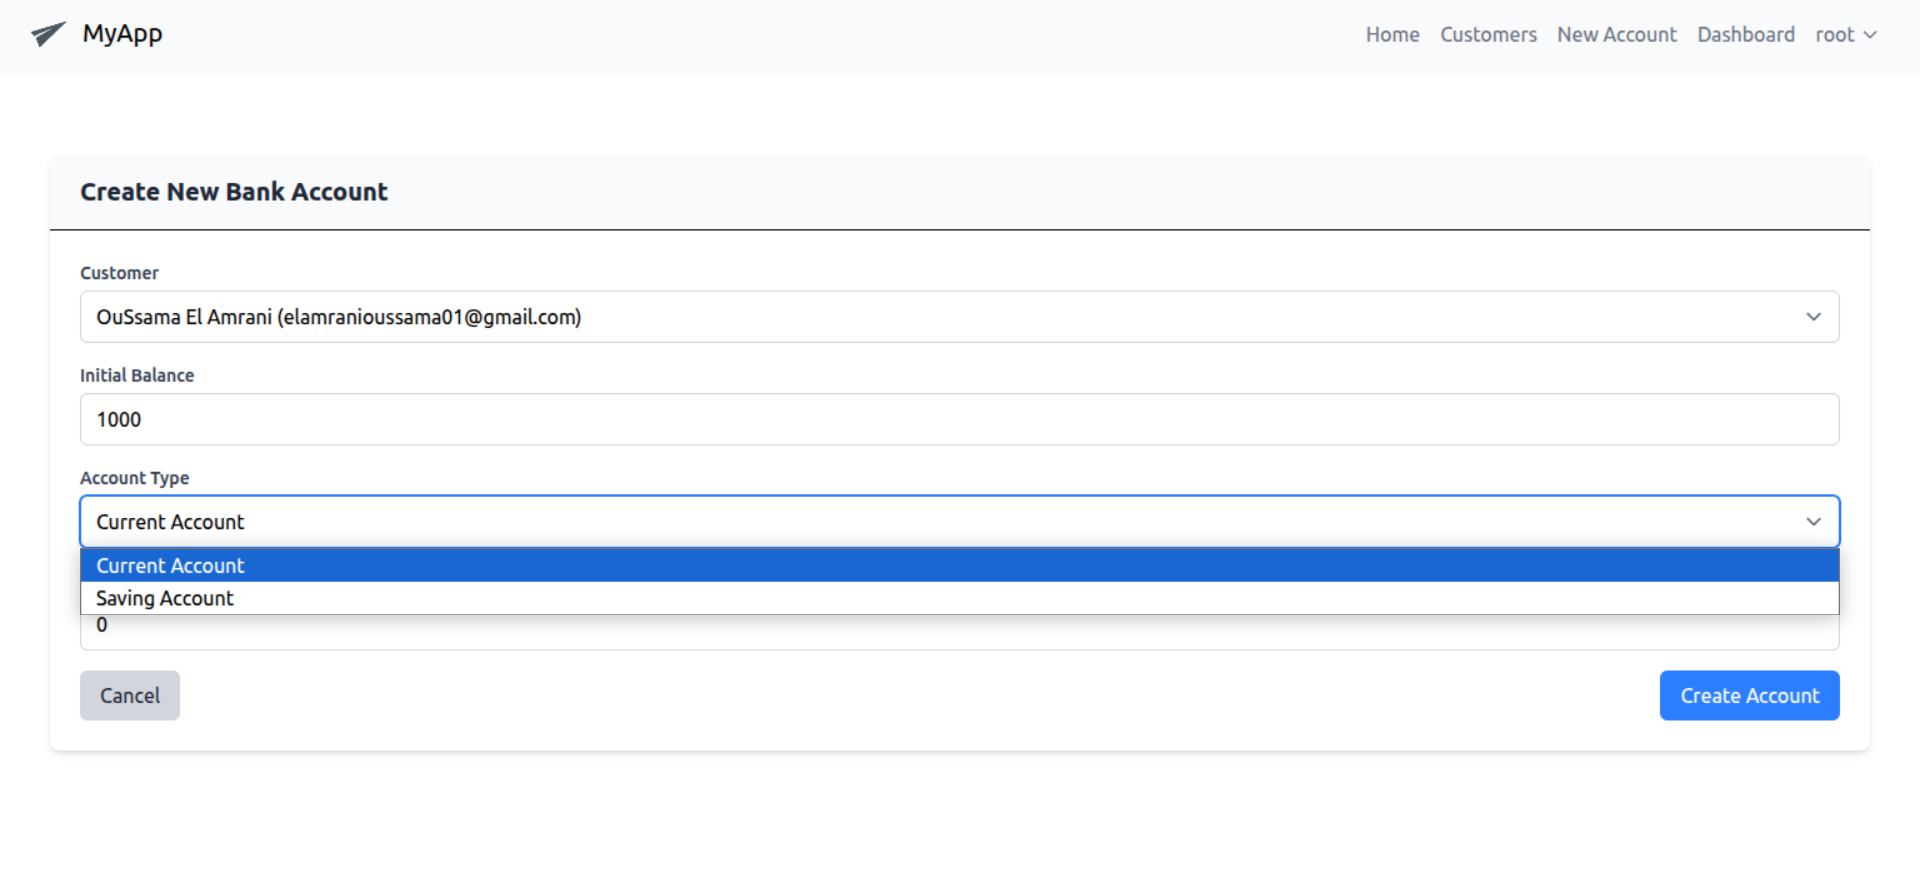 MyApp
Home Customers New Account Dashboard root
Create New Bank Account
Customer
OuSsama El Amrani (elamranioussama01@gmail.com)
Initial Balance
1000
Account Type
Current Account
Current Account
Saving Account
0
Cancel Create Account